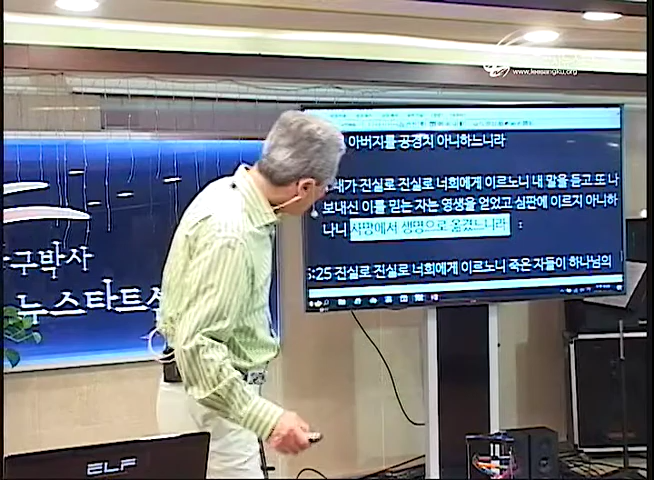 www.leesangku.org
아버지를 공경치 아니하느니라
내가 진실로 진실로 너희에게 이르노니 내 말을 듣고 또 나
보내신 이를 믿는 자는 영생을 얻었고 심판에 이르지 아니하
나니 사망에서 생명으로 옮겼느니라
5:25 진실로 진실로 너희에게 이르노니 죽은 자들이 하나님의
구박사
뉴스타트
ELF